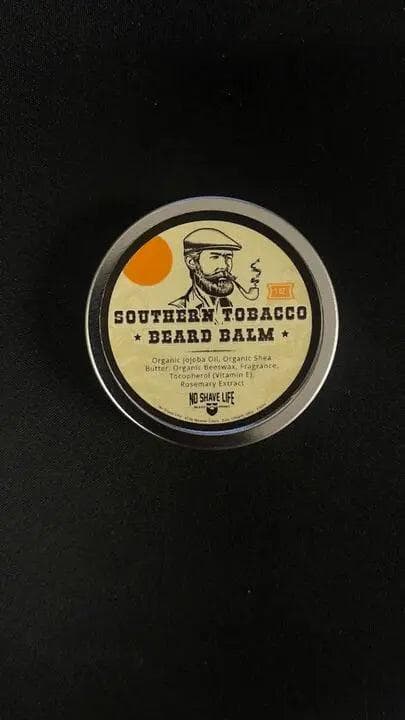 SOUTHERN TOBACCO
★ BEARD BALM ★
Organic Jojoba Oil, Organic Shea
Butter, Organic Beeswax, Fragrance,
Tocopherol (Vitamin E),
Rosemary Extract
NO SHAVE LIFE